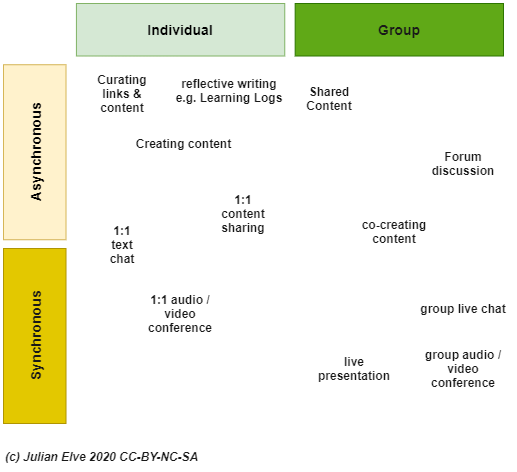 Individual
Group
Asynchronous
Curating
links &
content
reflective writing
e.g. Learning Logs
Shared
Content
Creating content
Forum
discussion
1:1
content
sharing
co-creating
content
1:1
text
chat
Synchronous
1:1 audio /
video
conference
group live chat
live
presentation
group audio /
video
conference
(c) Julian Elve 2020 CC-BY-NC-SA